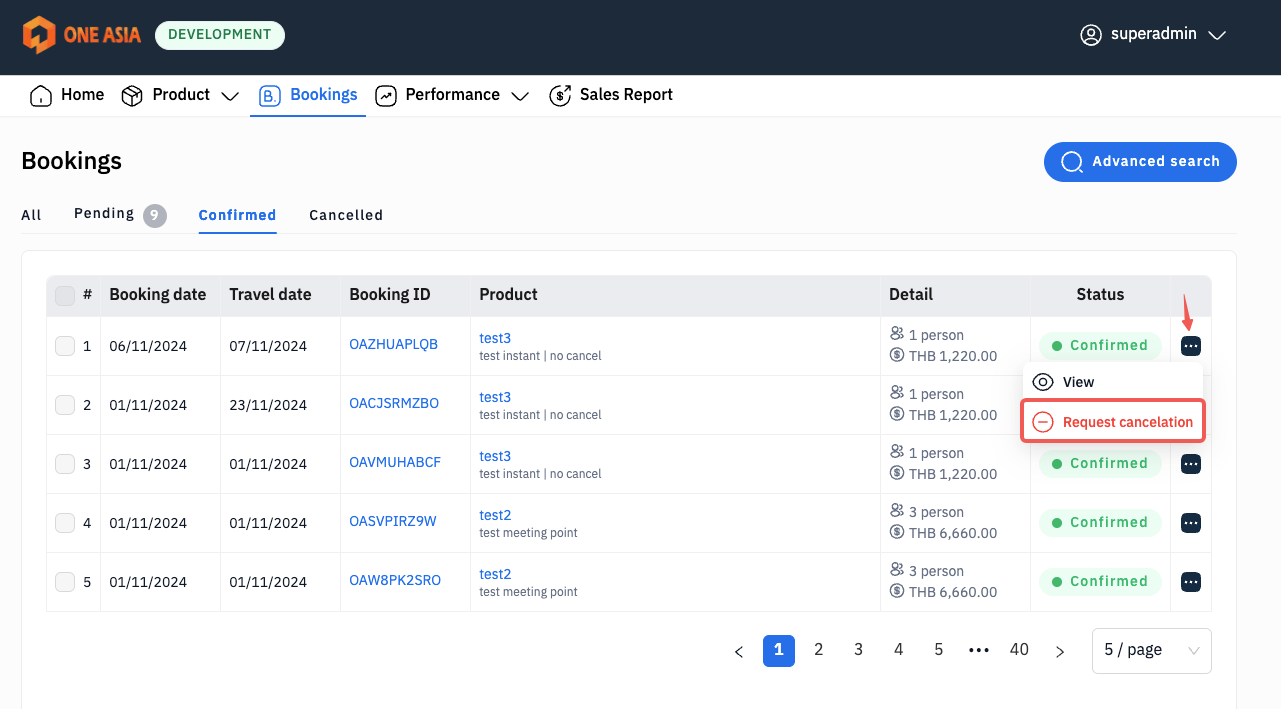 ONE ASIA DEVELOPMENT superadmin
Home Product Bookings Performance Sales Report
Bookings Advanced search
All Pending 9 Confirmed Cancelled
# Booking date Travel date Booking ID Product Detail Status
1 06/11/2024 07/11/2024 OAZHUAPLQB test3 1 person Confirmed
test instant | no cancel THB 1,220.00
View
2 01/11/2024 23/11/2024 OACJSRMZBO test3 1 person
test instant | no cancel THB 1,220.00
Request cancelation
3 01/11/2024 01/11/2024 OAVMUHABCF test3 1 person Confirmed
test instant | no cancel THB 1,220.00
4 01/11/2024 01/11/2024 OASVPIRZ9W test2 3 person Confirmed
test meeting point THB 6,660.00
5 01/11/2024 01/11/2024 OAW8PK2SRO test2 3 person Confirmed
test meeting point THB 6,660.00
< 1 2 3 4 5 ••• 40 > 5 / page